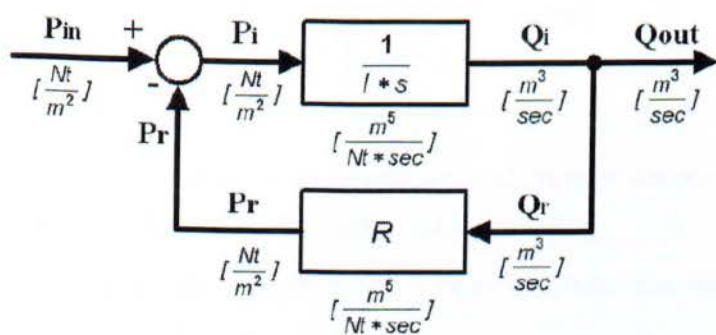 Pin + Pi 1 Qi Qout
I * s
[ Nt/m² ] - [ Nt/m² ] [ m³/sec ] [ m³/sec ]
Pr [ m⁵/Nt * sec ]
Pr R Qr
[ Nt/m² ] [ m³/sec ]
[ m⁵/Nt * sec ]